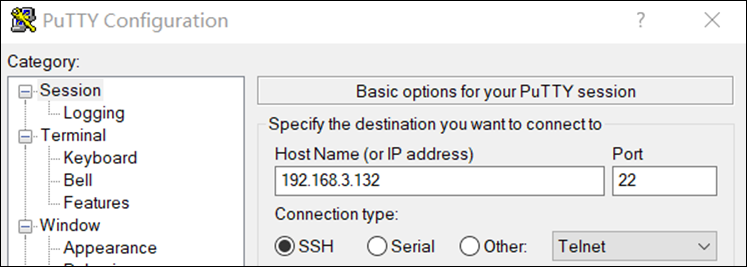 PuTTY Configuration
?
Category:
Session
Logging
Terminal
Keyboard
Bell
Features
Window
Appearance
Basic options for your PuTTY session
Specify the destination you want to connect to
Host Name (or IP address)
Port
192.168.3.132
22
Connection type:
SSH
Serial
Other:
Telnet